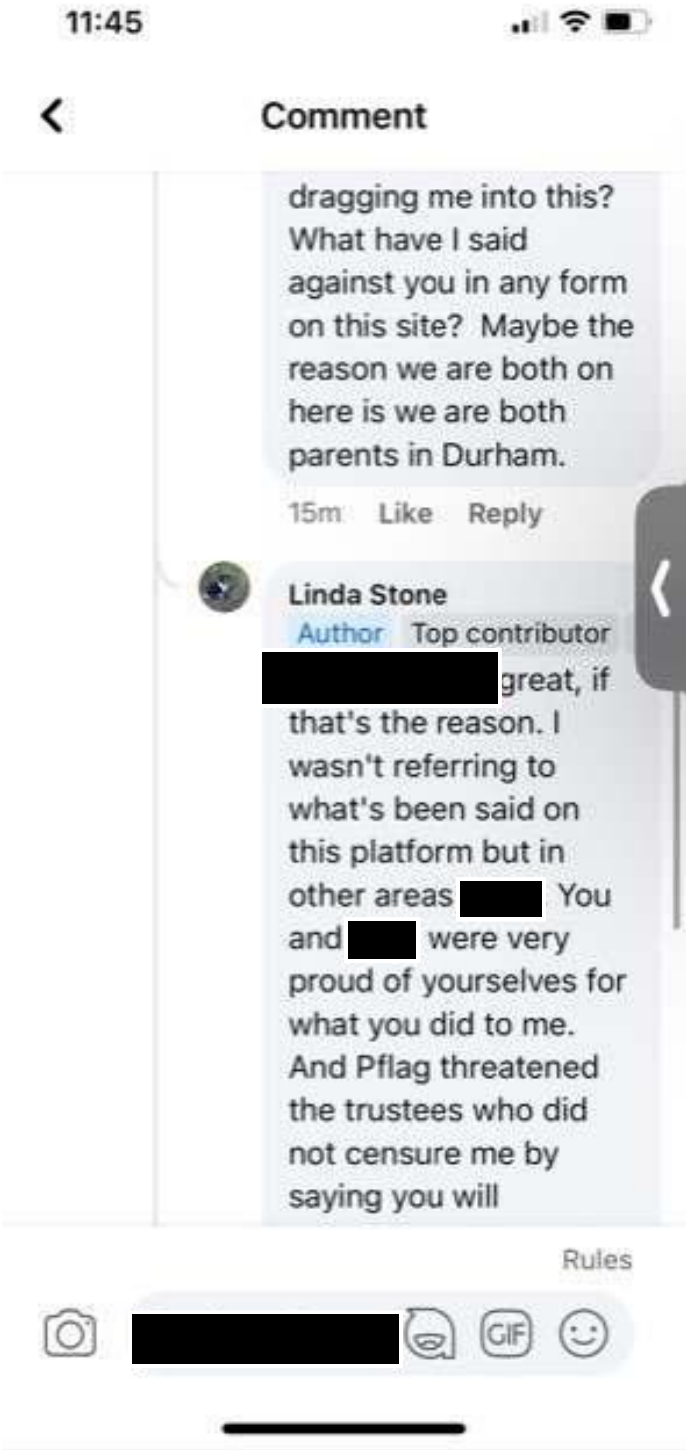 11:45
Comment
dragging me into this?
What have I said
against you in any form
on this site?  Maybe the
reason we are both on
here is we are both
parents in Durham.
15m Like Reply
Linda Stone
Author Top contributor
great, if
that's the reason. I
wasn't referring to
what's been said on
this platform but in
other areas You
and were very
proud of yourselves for
what you did to me.
And Pflag threatened
the trustees who did
not censure me by
saying you will
Rules
GIF